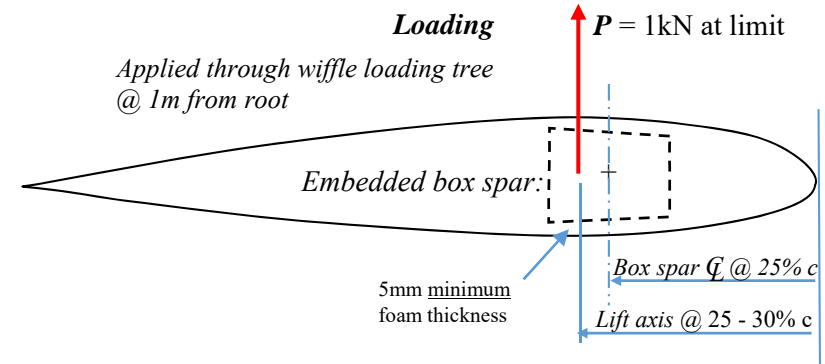 Loading
P = 1kN at limit
Applied through wiffle loading tree
@ 1m from root
Embedded box spar:
5mm minimum
foam thickness
Box spar ℄ @ 25% c
Lift axis @ 25 - 30% c